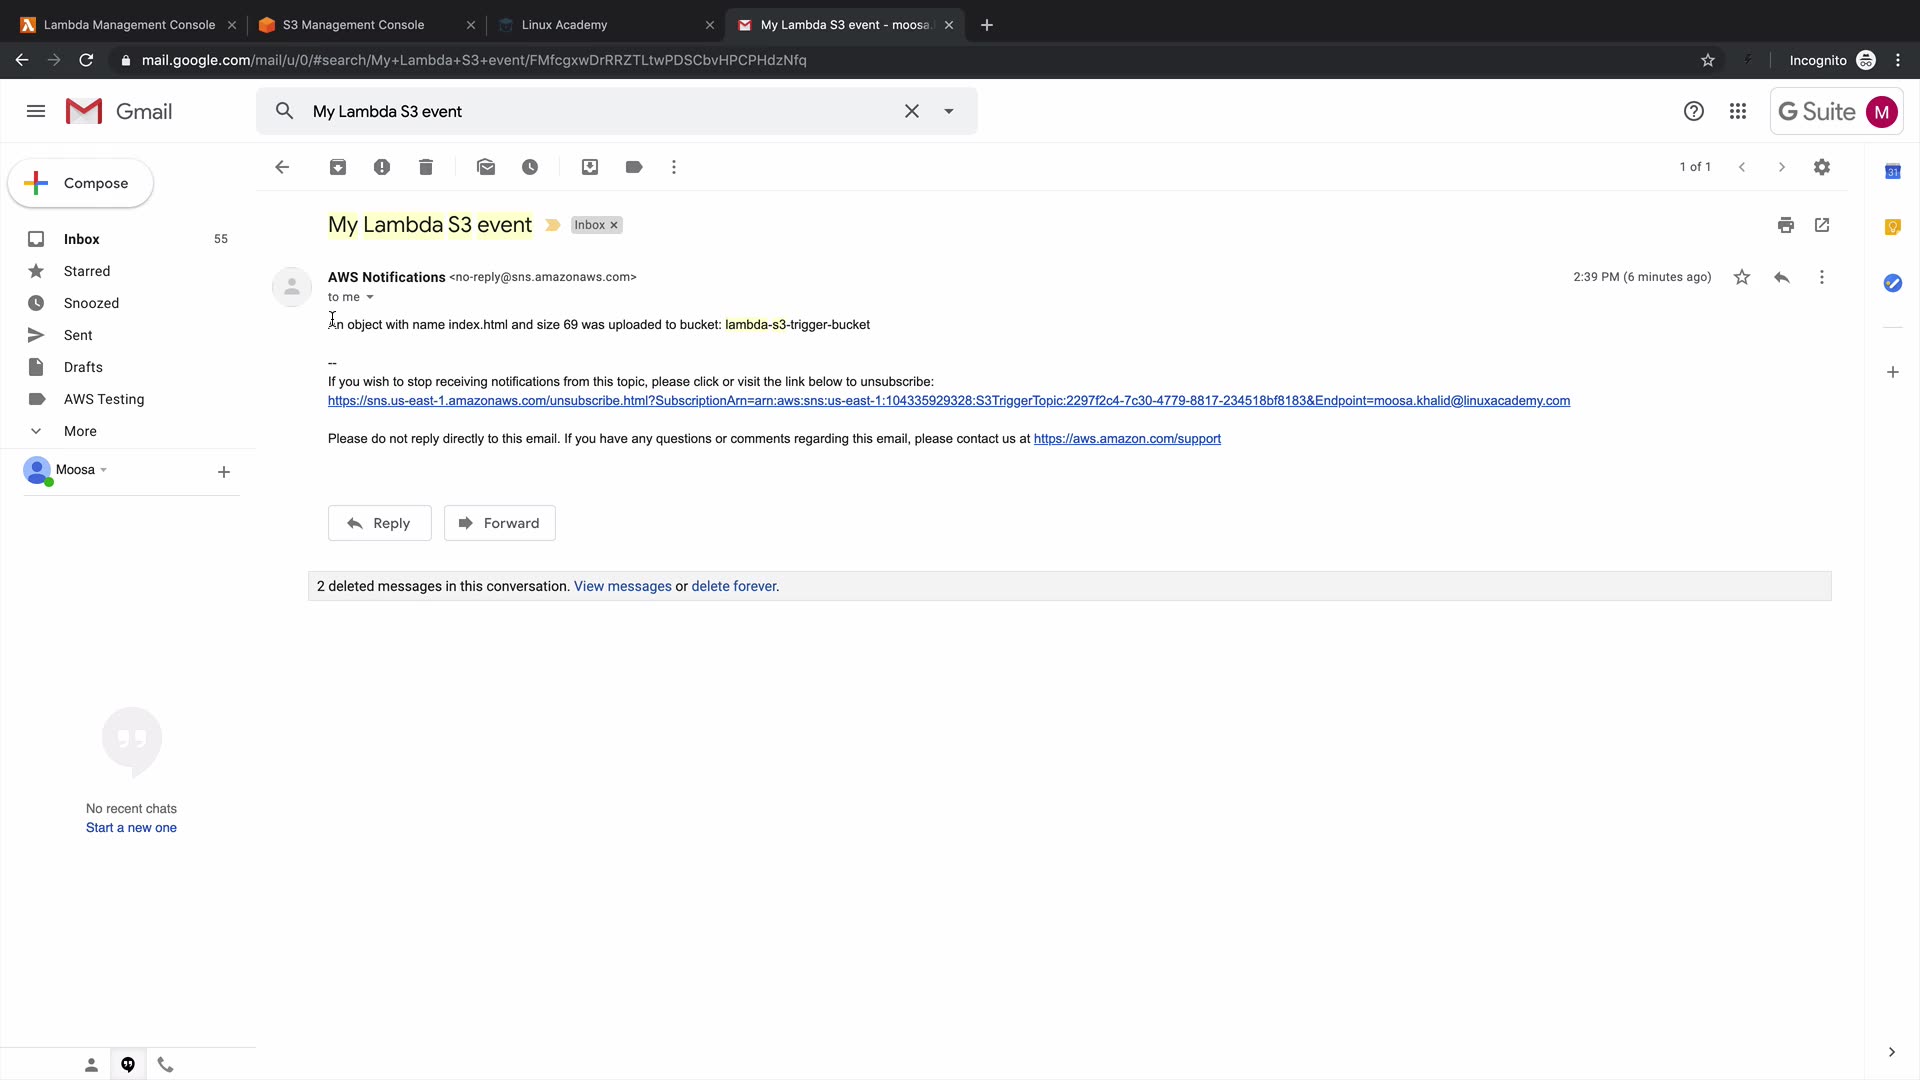 Lambda Management Console
S3 Management Console
Linux Academy
My Lambda S3 event - moosa.
mail.google.com/mail/u/0/#search/My+Lambda+S3+event/FMfcgxwDrRRZTLtwPDSCbvHPCPHdzNfq
Incognito
Gmail
My Lambda S3 event
G Suite
M
Compose
1 of 1
31
My Lambda S3 event
Inbox
Inbox 55
Starred
Snoozed
Sent
Drafts
AWS Testing
More
Moosa
AWS Notifications <no-reply@sns.amazonaws.com>
2:39 PM (6 minutes ago)
to me
An object with name index.html and size 69 was uploaded to bucket: lambda-s3-trigger-bucket
--
If you wish to stop receiving notifications from this topic, please click or visit the link below to unsubscribe:
https://sns.us-east-1.amazonaws.com/unsubscribe.html?SubscriptionArn=arn:aws:sns:us-east-1:104335929328:S3TriggerTopic:2297f2c4-7c30-4779-8817-234518bf8183&Endpoint=moosa.khalid@linuxacademy.com
Please do not reply directly to this email. If you have any questions or comments regarding this email, please contact us at https://aws.amazon.com/support
Reply
Forward
2 deleted messages in this conversation. View messages or delete forever.
No recent chats
Start a new one